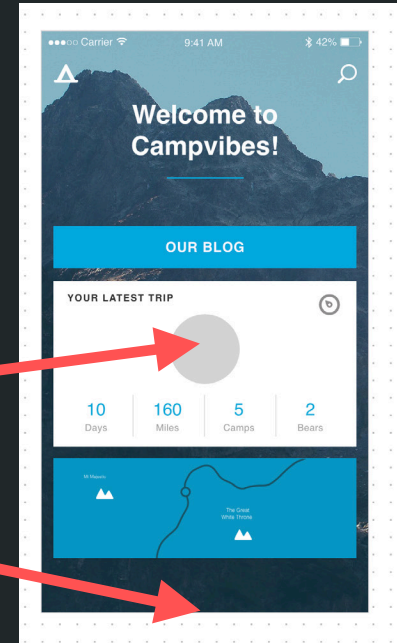 Carrier 9:41 AM 42%
Welcome to
Campvibes!
OUR BLOG
YOUR LATEST TRIP
10 160 5 2
Days Miles Camps Bears
The Great
White Throne